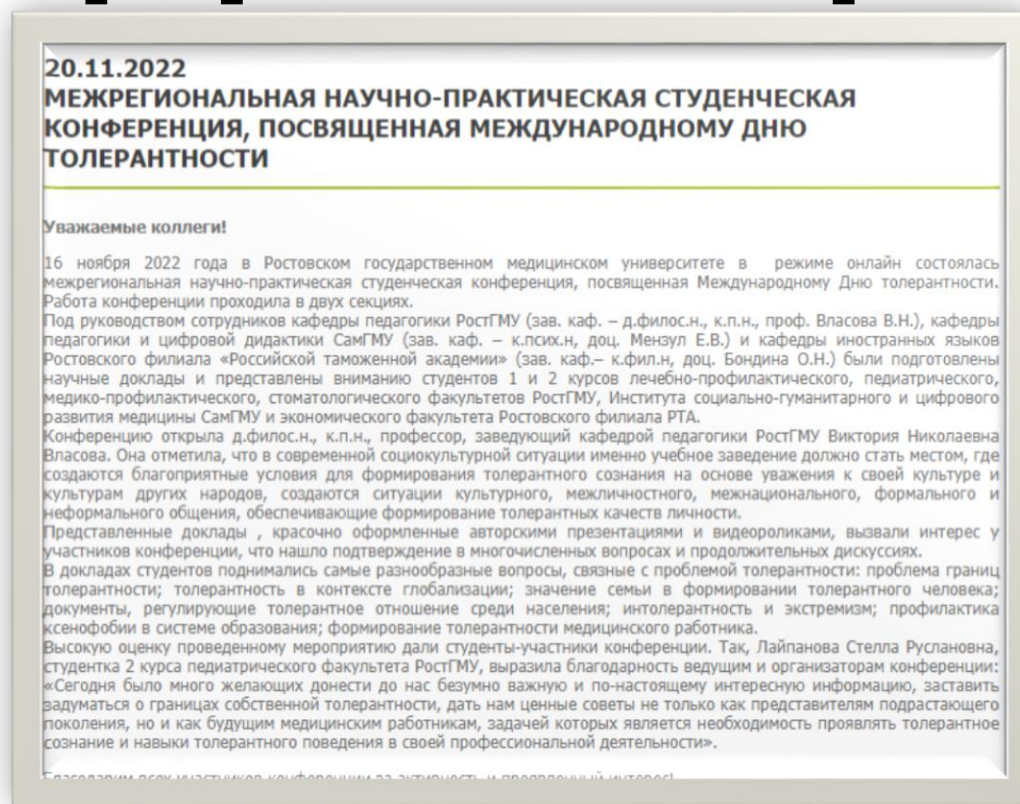 20.11.2022
МЕЖРЕГИОНАЛЬНАЯ НАУЧНО-ПРАКТИЧЕСКАЯ СТУДЕНЧЕСКАЯ
КОНФЕРЕНЦИЯ, ПОСВЯЩЕННАЯ МЕЖДУНАРОДНОМУ ДНЮ
ТОЛЕРАНТНОСТИ
Уважаемые коллеги!
16 ноября 2022 года в Ростовском государственном медицинском университете в режиме онлайн состоялась
межрегиональная научно-практическая студенческая конференция, посвященная Международному Дню толерантности.
Работа конференции проходила в двух секциях.
Под руководством сотрудников кафедры педагогики РостГМУ (зав. каф. – д.филос.н., к.п.н., проф. Власова В.Н.), кафедры
педагогики и цифровой дидактики СамГМУ (зав. каф. – к.псих.н, доц. Мензул Е.В.) и кафедры иностранных языков
Ростовского филиала «Российской таможенной академии» (зав. каф.– к.фил.н, доц. Бондина О.Н.) были подготовлены
научные доклады и представлены вниманию студентов 1 и 2 курсов лечебно-профилактического, педиатрического,
медико-профилактического, стоматологического факультетов РостГМУ, Института социально-гуманитарного и цифрового
развития медицины СамГМУ и экономического факультета Ростовского филиала РТА.
Конференцию открыла д.филос.н., к.п.н., профессор, заведующий кафедрой педагогики РостГМУ Виктория Николаевна
Власова. Она отметила, что в современной социокультурной ситуации именно учебное заведение должно стать местом, где
создаются благоприятные условия для формирования толерантного сознания на основе уважения к своей культуре и
культурам других народов, создаются ситуации культурного, межличностного, межнационального, формального и
неформального общения, обеспечивающие формирование толерантных качеств личности.
Представленные доклады , красочно оформленные авторскими презентациями и видеороликами, вызвали интерес у
участников конференции, что нашло подтверждение в многочисленных вопросах и продолжительных дискуссиях.
В докладах студентов поднимались самые разнообразные вопросы, связанные с проблемой толерантности: проблема границ
толерантности; толерантность в контексте глобализации; значение семьи в формировании толерантного человека;
документы, регулирующие толерантное отношение среди населения; интолерантность и экстремизм; профилактика
ксенофобии в системе образования; формирование толерантности медицинского работника.
Высокую оценку проведенному мероприятию дали студенты-участники конференции. Так, Лайпанова Стелла Руслановна,
студентка 2 курса педиатрического факультета РостГМУ, выразила благодарность ведущим и организаторам конференции:
«Сегодня было много желающих донести до нас безумно важную и по-настоящему интересную информацию, заставить
задуматься о границах собственной толерантности, дать нам ценные советы не только как представителям подрастающего
поколения, но и как будущим медицинским работникам, задачей которых является необходимость проявлять толерантное
сознание и навыки толерантного поведения в своей профессиональной деятельности».
Благодарим всех участников конференции за активность и проявленный интерес!